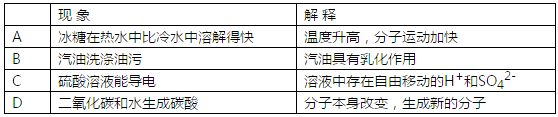 现 象 解 释
A 冰糖在热水中比冷水中溶解得快 温度升高，分子运动加快
B 汽油洗涤油污 汽油具有乳化作用
C 硫酸溶液能导电 溶液中存在自由移动的H⁺和SO₄²⁻
D 二氧化碳和水生成碳酸 分子本身改变，生成新的分子